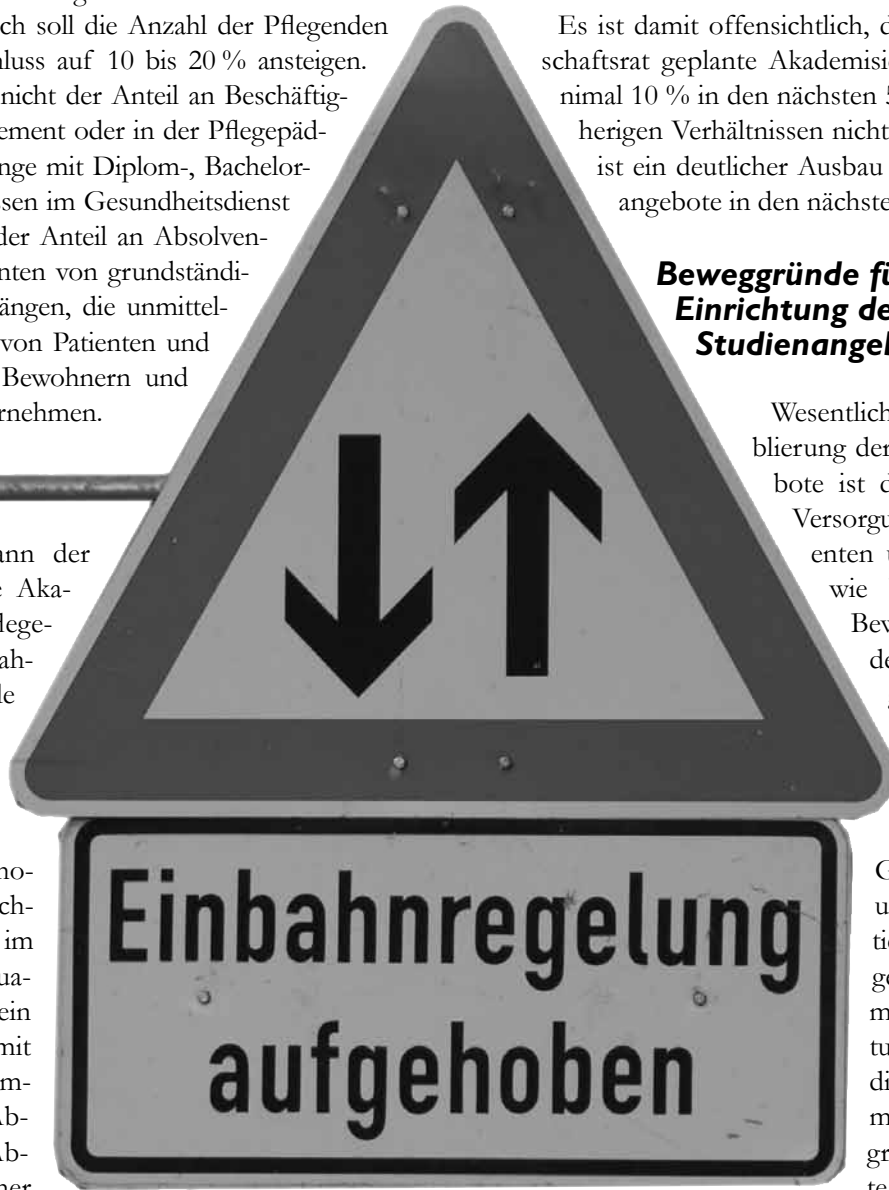 ch soll die Anzahl der Pflegenden
luss auf 10 bis 20 % ansteigen.
nicht der Anteil an Beschäftig-
ement oder in der Pflegepäd-
nge mit Diplom-, Bachelor-
ssen im Gesundheitsdienst
der Anteil an Absolven-
nten von grundständi-
ängen, die unmittel-
von Patienten und
Bewohnern und
rnehmen.
ann der
e Aka-
flege-
ah-
le
no-
ch-
im
ua-
ein
mit
m-
Ab-
Ab-
her
Es ist damit offensichtlich, d
schaftsrat geplante Akademisie
nimal 10 % in den nächsten 5
herigen Verhältnissen nicht
ist ein deutlicher Ausbau
angebote in den nächste
Beweggründe fü
Einrichtung de
Studienangel
Wesentlich
blierung der
bote ist d
Versorgu
enten u
wie
Bew
de
G
u
tio
go
m
tu
di
m
gr
te
Einbahnregelung
aufgehoben